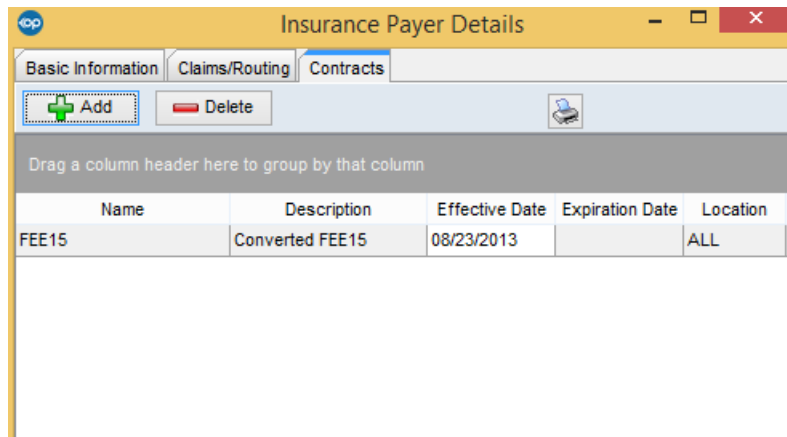 op Insurance Payer Details
Basic Information Claims/Routing Contracts
Add Delete
Drag a column header here to group by that column
Name Description Effective Date Expiration Date Location
FEE15 Converted FEE15 08/23/2013 ALL